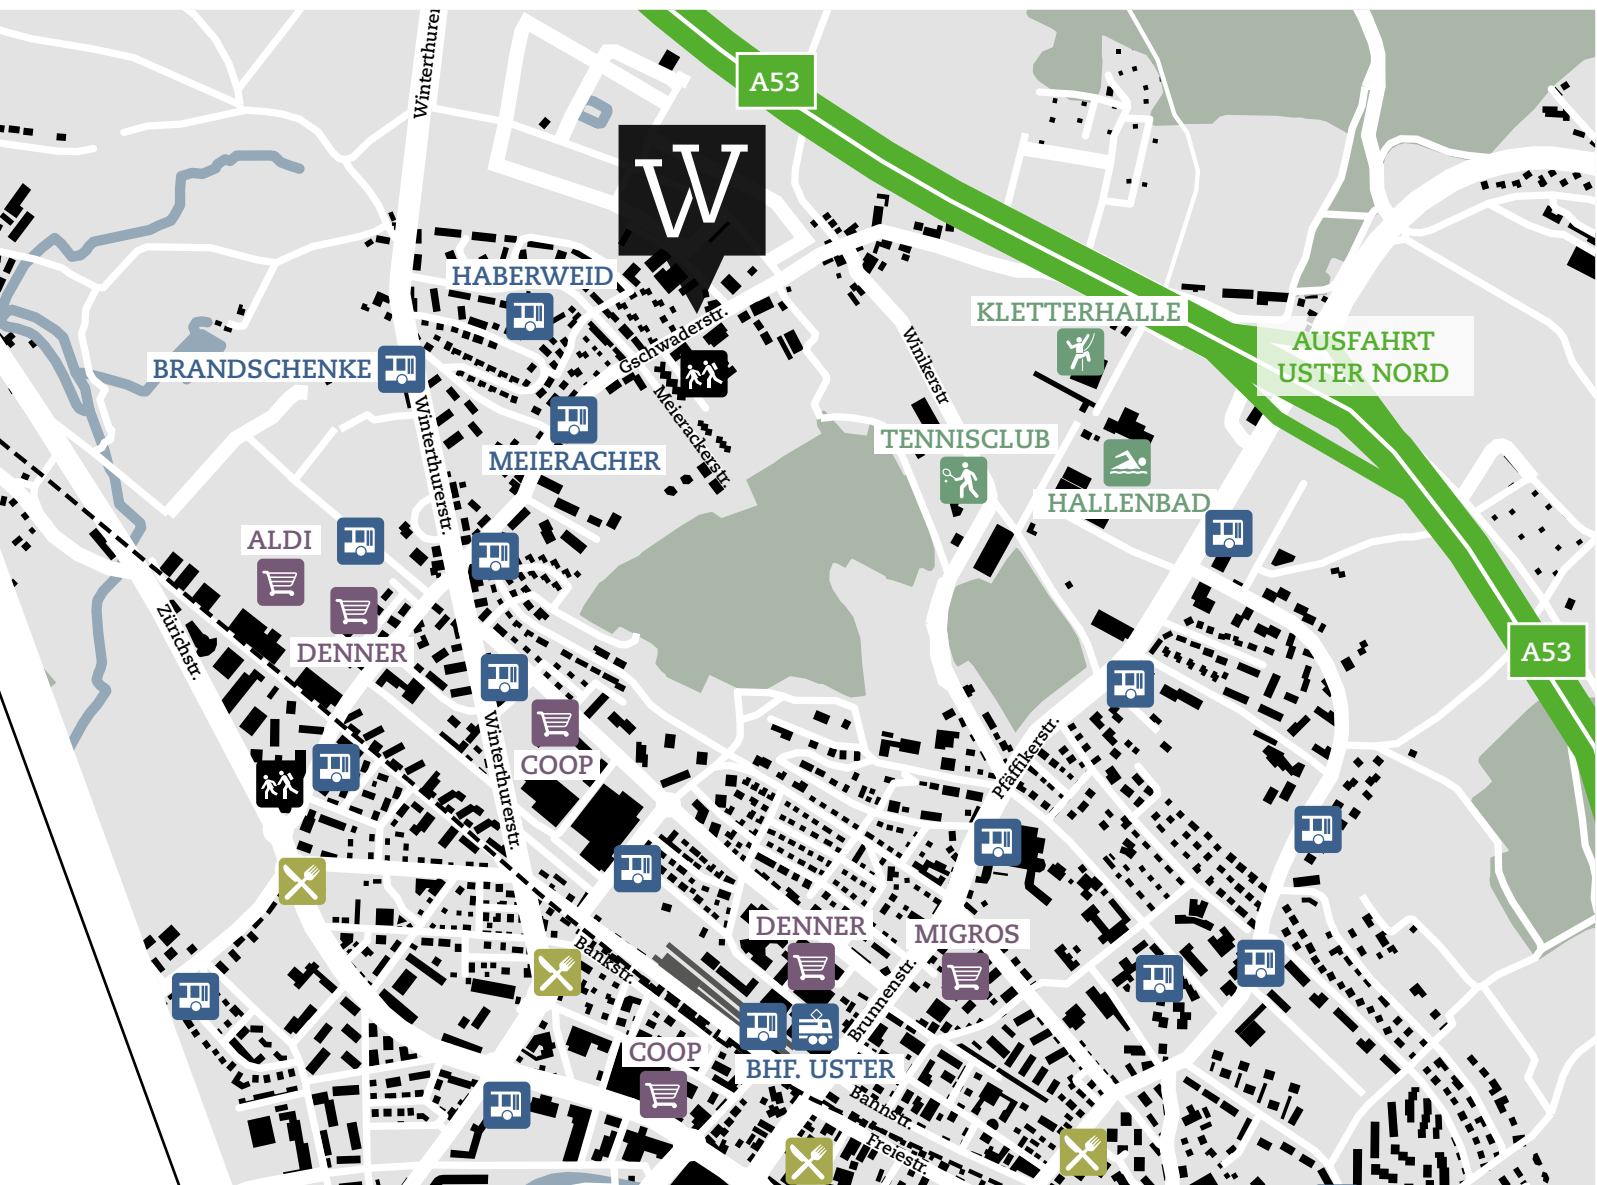 Winterthurer
A53
W
HABERWEID
KLETTERHALLE
Gschwaderstr.
Winikerstr
AUSFAHRT
USTER NORD
BRANDSCHENKE
Winterthurerstr.
Meierackerstr.
TENNISCLUB
MEIERACHER
HALLENBAD
ALDI
Zürichstr.
DENNER
A53
Winterthurerstr.
COOP
Pfäffikerstr.
DENNER
MIGROS
Bankstr.
Brunnenstr.
COOP
BHF. USTER
Bahnstr.
Freiestr.